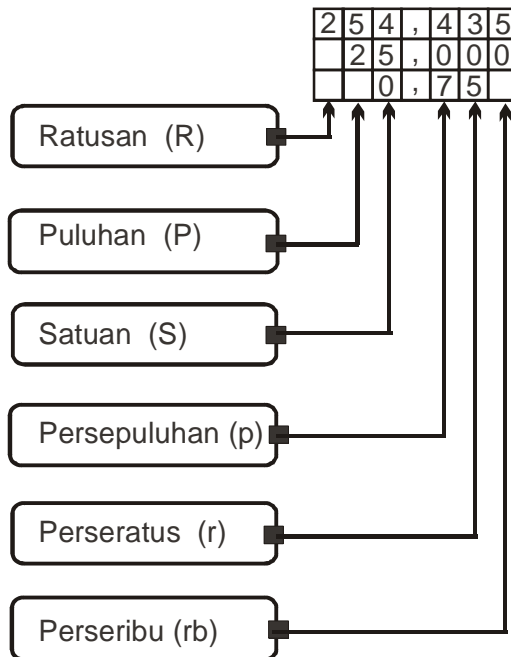 254,435
25,000
0,75
Ratusan (R)
Puluhan (P)
Satuan (S)
Persepuluhan (p)
Perseratus (r)
Perseribu (rb)